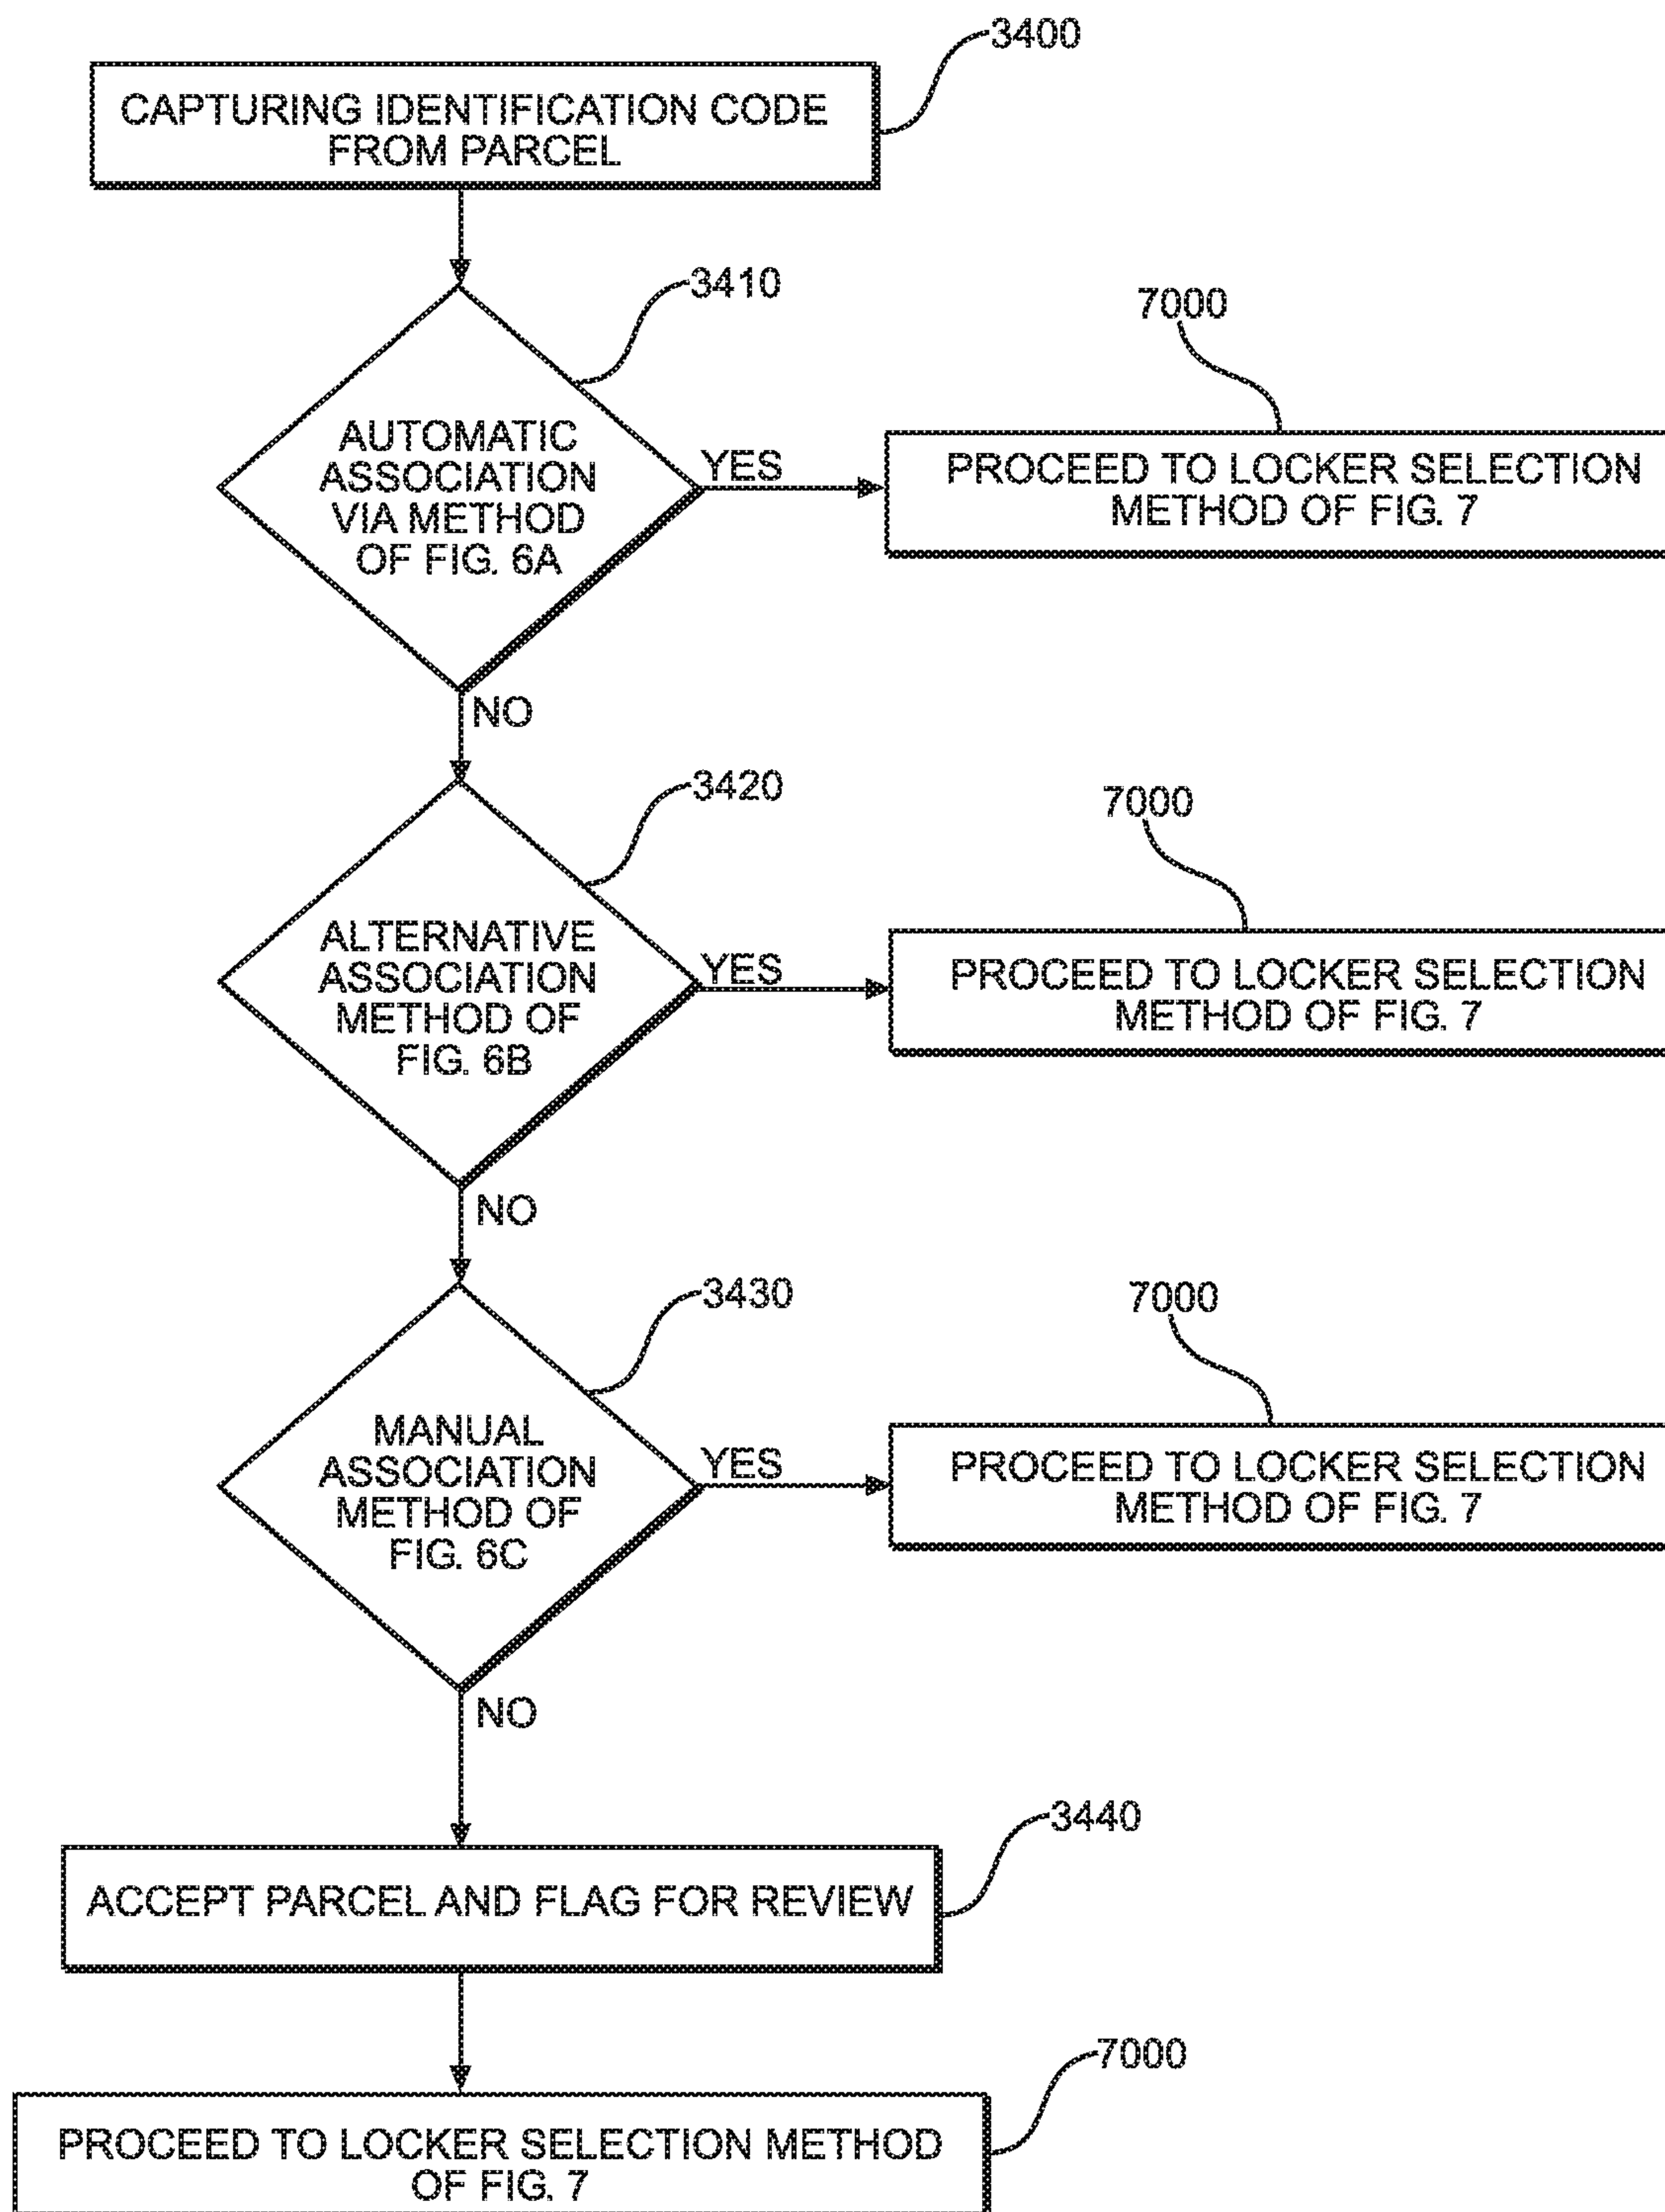 3400
CAPTURING IDENTIFICATION CODE
FROM PARCEL
3410
7000
AUTOMATIC
ASSOCIATION
VIA METHOD
OF FIG. 6A
YES
PROCEED TO LOCKER SELECTION
METHOD OF FIG. 7
NO
3420
7000
ALTERNATIVE
ASSOCIATION
METHOD OF
FIG. 6B
YES
PROCEED TO LOCKER SELECTION
METHOD OF FIG. 7
NO
3430
7000
MANUAL
ASSOCIATION
METHOD OF
FIG. 6C
YES
PROCEED TO LOCKER SELECTION
METHOD OF FIG. 7
NO
3440
ACCEPT PARCEL AND FLAG FOR REVIEW
7000
PROCEED TO LOCKER SELECTION METHOD
OF FIG. 7